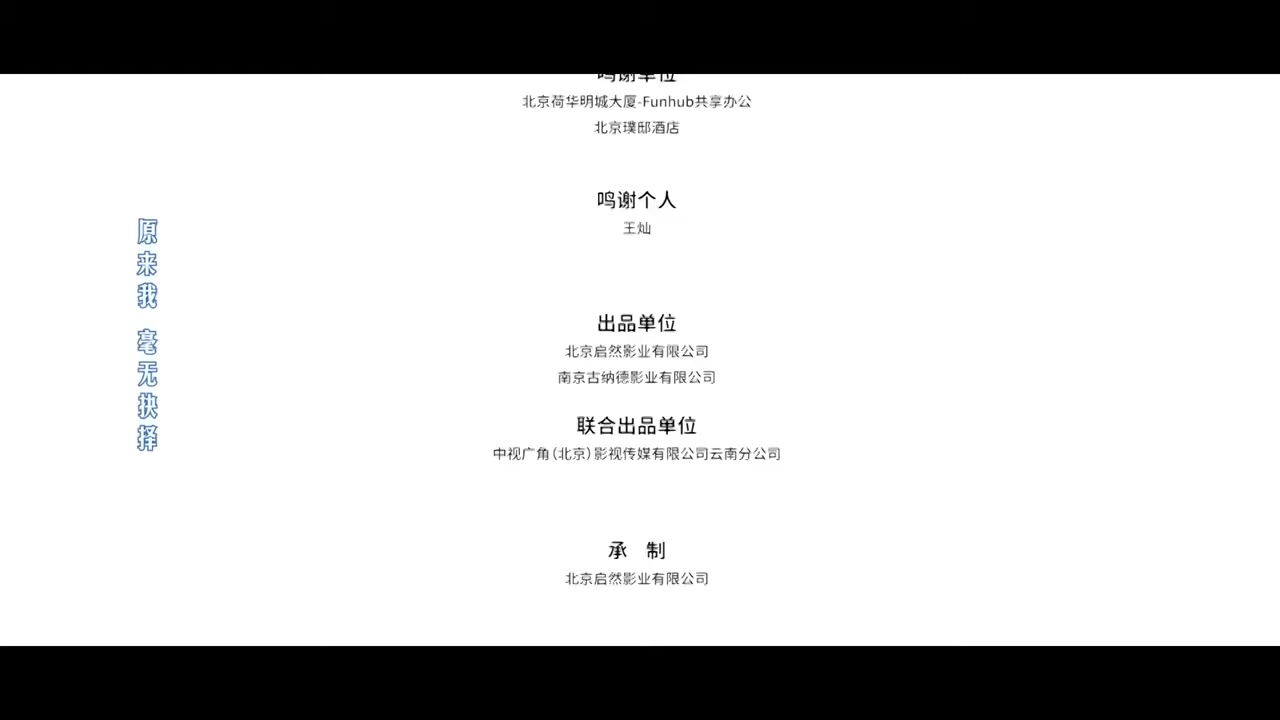 鸣谢单位
北京荷华明城大厦-Funhub共享办公
北京璞邸酒店
鸣谢个人
王灿
出品单位
北京启然影业有限公司
南京古纳德影业有限公司
联合出品单位
中视广角(北京)影视传媒有限公司云南分公司
承 制
北京启然影业有限公司
原来我 毫无抉择